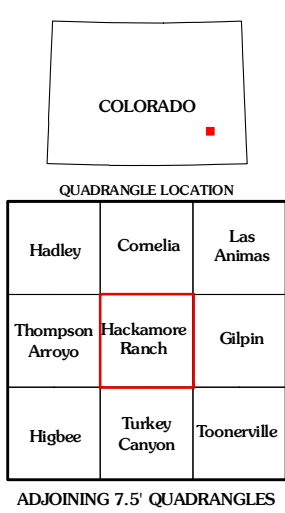 COLORADO
QUADRANGLE LOCATION
Hadley
Cornelia
Las
Animas
Thompson
Arroyo
Hackamore
Ranch
Gilpin
Higbee
Turkey
Canyon
Toonerville
ADJOINING 7.5' QUADRANGLES